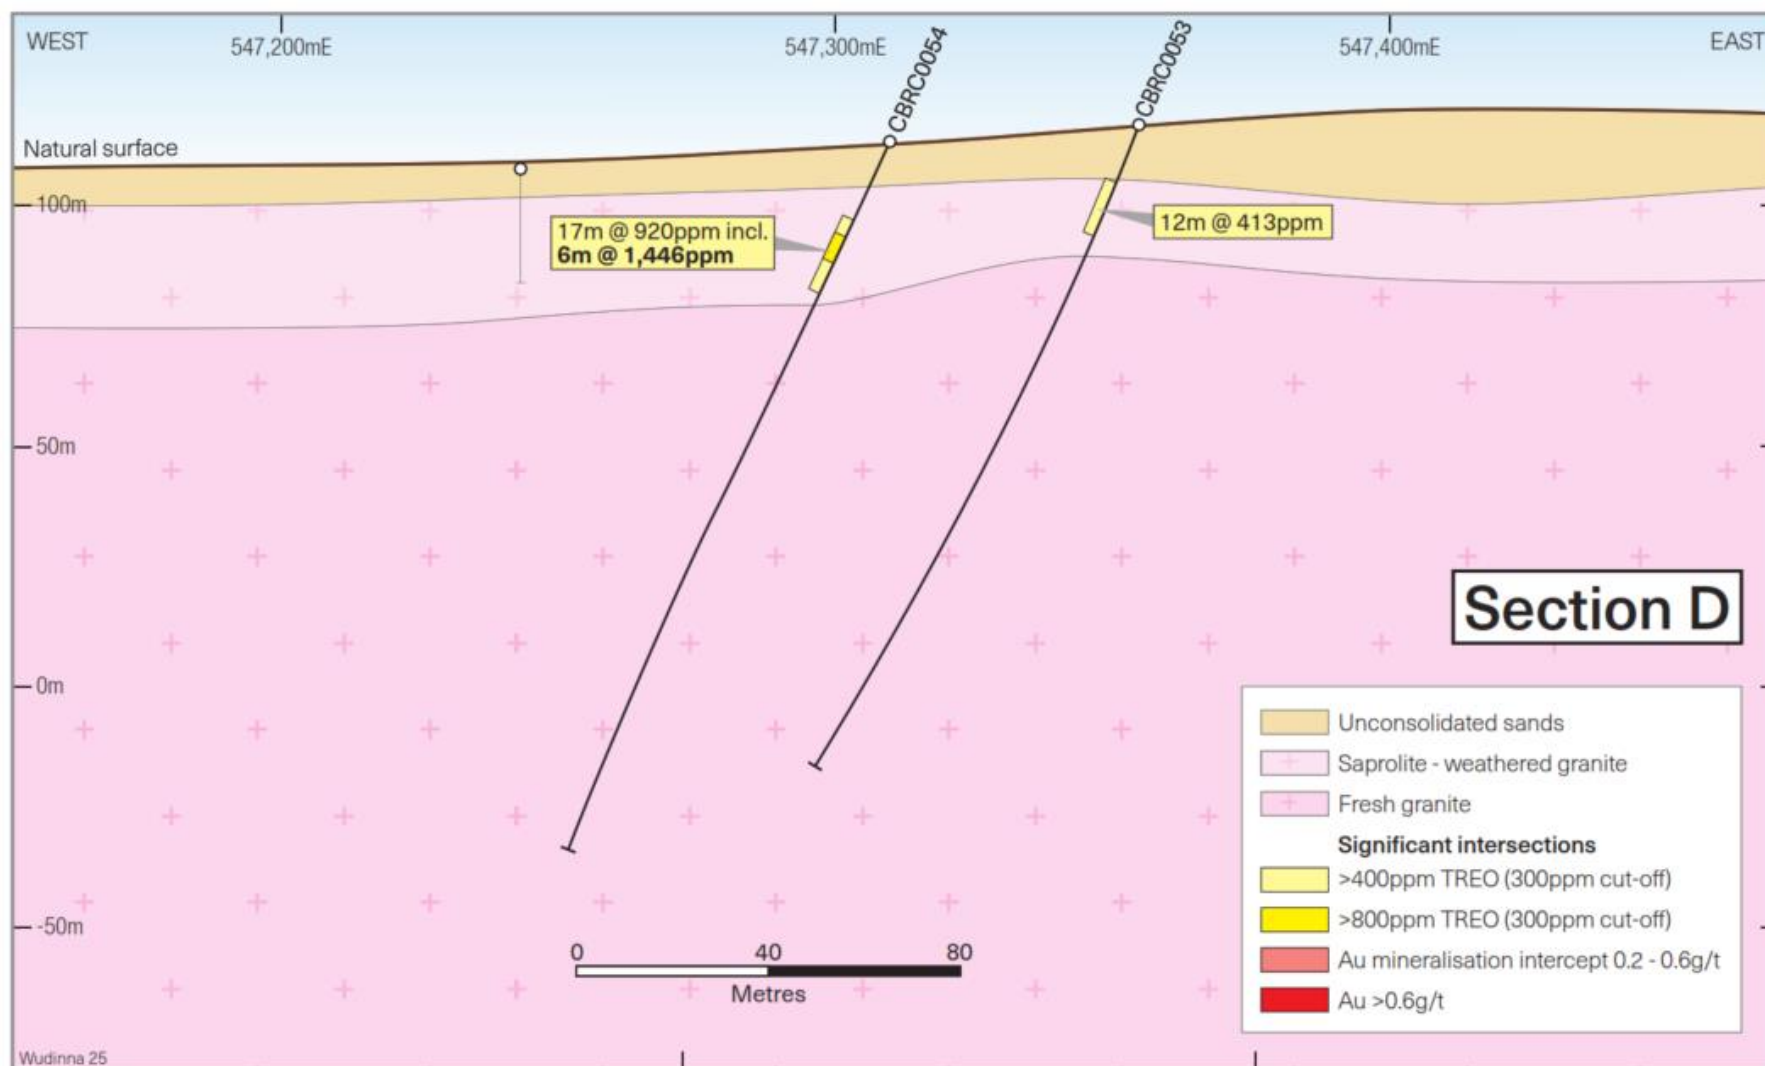 WEST
547,200mE
547,300mE
547,400mE
EAST
CBRC0054
CBRC0053
Natural surface
100m
17m @ 920ppm incl.
6m @ 1,446ppm
12m @ 413ppm
50m
Section D
0m
Unconsolidated sands
Saprolite - weathered granite
Fresh granite
Significant intersections
>400ppm TREO (300ppm cut-off)
>800ppm TREO (300ppm cut-off)
Au mineralisation intercept 0.2 - 0.6g/t
Au >0.6g/t
-50m
0 40 80
Metres
Wudinna 25